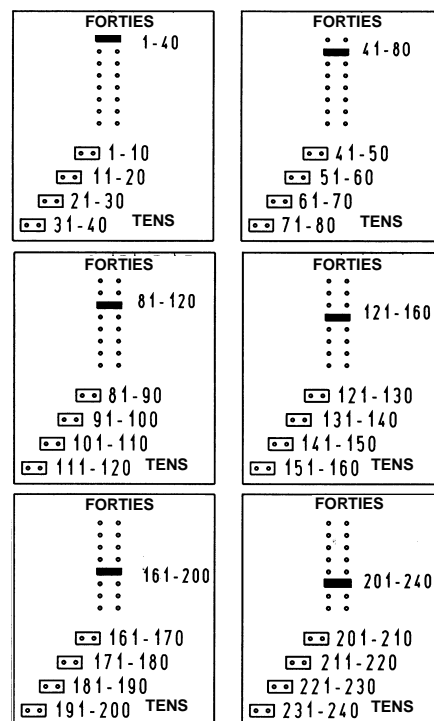 FORTIES
1-40
1-10
11-20
21-30
31-40 TENS
FORTIES
41-80
41-50
51-60
61-70
71-80 TENS
FORTIES
81-120
81-90
91-100
101-110
111-120 TENS
FORTIES
121-160
121-130
131-140
141-150
151-160 TENS
FORTIES
161-200
161-170
171-180
181-190
191-200 TENS
FORTIES
201-240
201-210
211-220
221-230
231-240 TENS